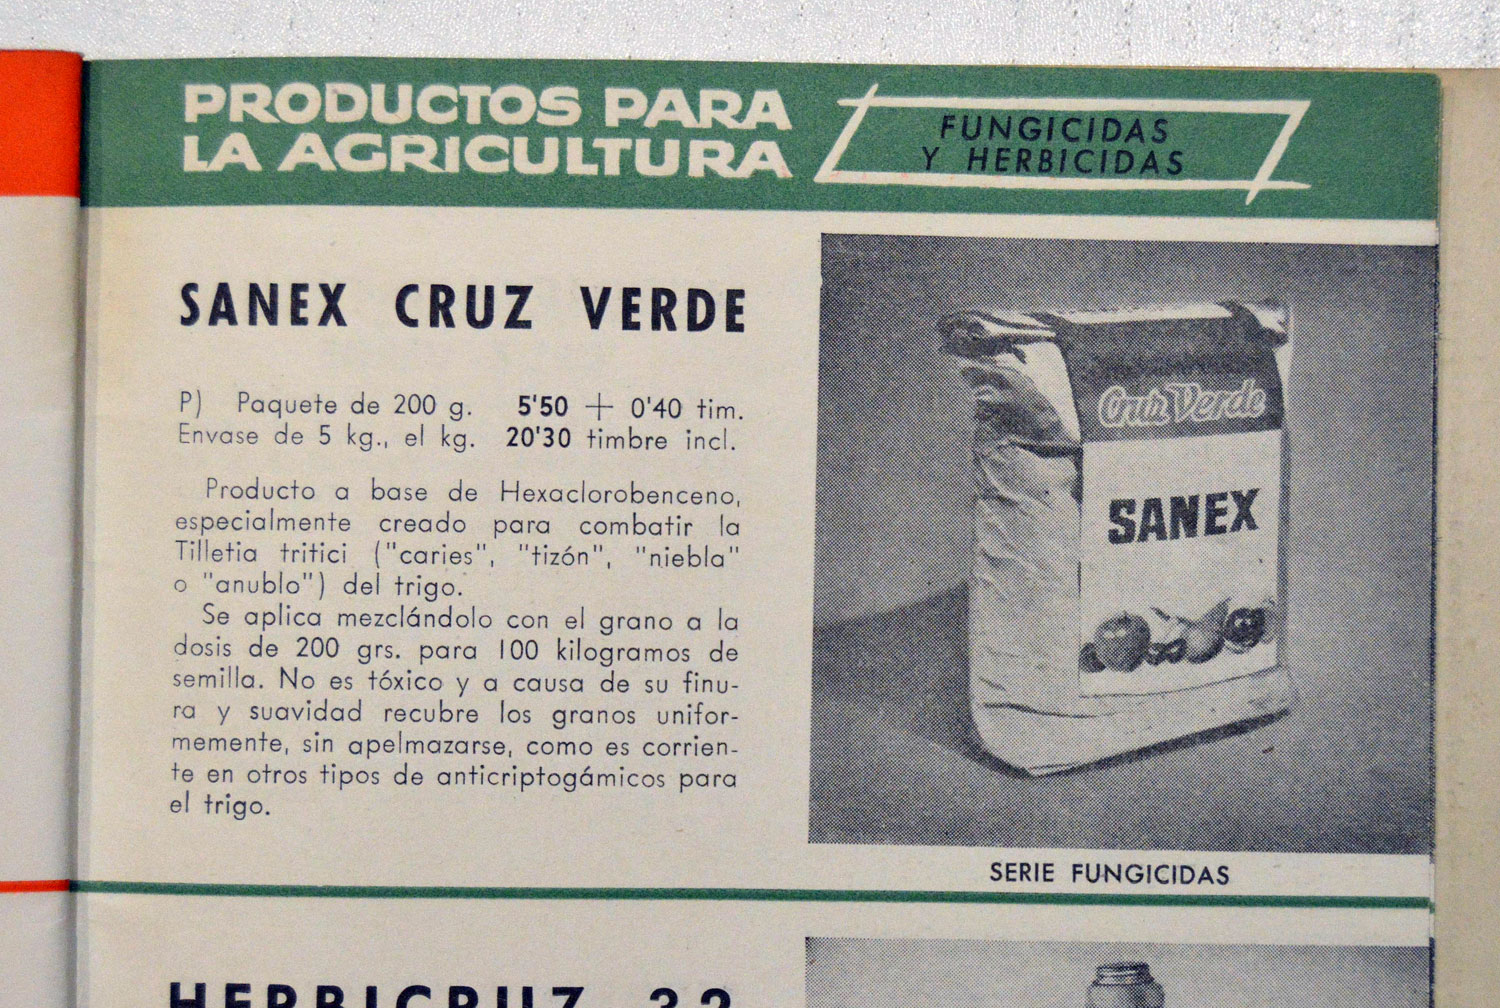 PRODUCTOS PARA
LA AGRICULTURA
FUNGICIDAS
Y HERBICIDAS
SANEX CRUZ VERDE
P) Paquete de 200 g. 5'50 + 0'40 tim.
Envase de 5 kg., el kg. 20'30 timbre incl.
Producto a base de Hexaclorobenceno,
especialmente creado para combatir la
Tilletia tritici ("caries", "tizón", "niebla"
o "anublo") del trigo.
Se aplica mezclándolo con el grano a la
dosis de 200 grs. para 100 kilogramos de
semilla. No es tóxico y a causa de su finu-
ra y suavidad recubre los granos unifor-
memente, sin apelmazarse, como es corrien-
te en otros tipos de anticriptogámicos para
el trigo.
Cruz Verde
SANEX
SERIE FUNGICIDAS
HERBICRUZ 32